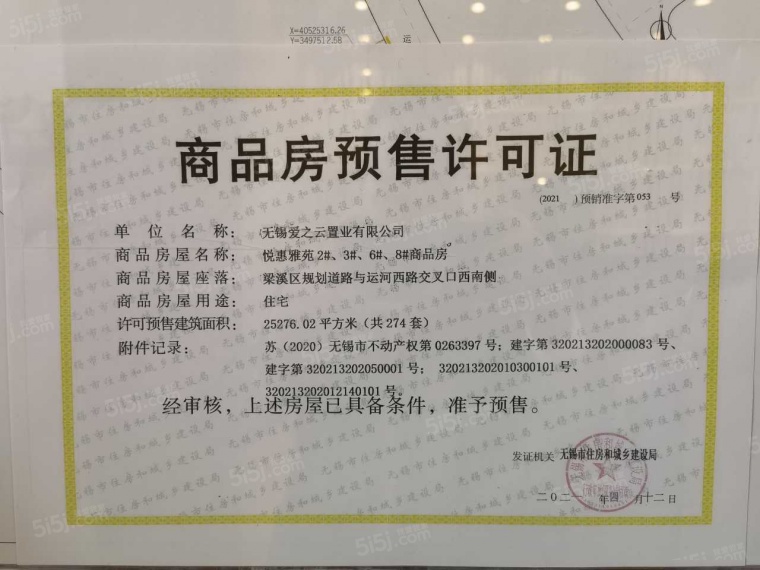 X=40525316.26
Y=3497512.58
运
商品房预售许可证
(2021 )预销准字第053 号
单位名称: 无锡爱之云置业有限公司
商品房屋名称: 悦惠雅苑2#、3#、6#、8#商品房
商品房屋座落: 梁溪区规划道路与运河西路交叉口西南侧
商品房屋用途: 住宅
许可预售建筑面积: 25276.02平方米(共274套)
附件记录: 苏(2020)无锡市不动产权第0263397号; 建字第320213202000083号、
建字第320213202050001号; 320213202010300101号、
320213202012140101号。
经审核,上述房屋已具备条件,准予预售。
发证机关 无锡市住房和城乡建设局
二〇二一年四月十二日
5i5j.com